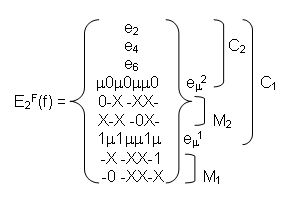 e₂
e₄
e₆
μ0μ0μμ0 eμ²
0-X -XX-
E₂ᶠ(f) =
X-X -0X-
1μ1μμ1μ eμ¹
-X -XX-1
-0 -XX-X
C₂
M₂
C₁
M₁